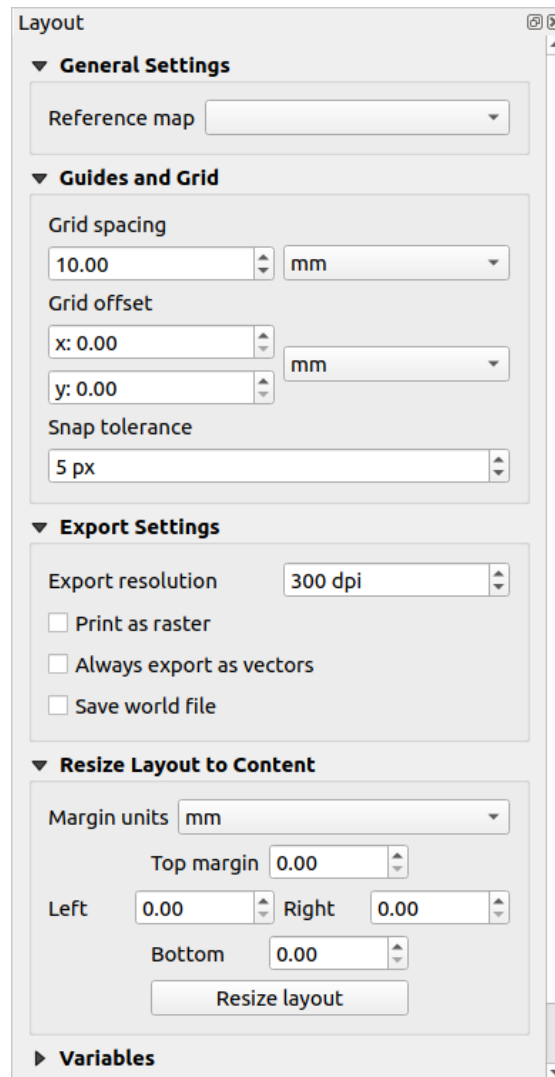 Layout
General Settings
Reference map
Guides and Grid
Grid spacing
10.00 mm
Grid offset
x: 0.00
mm
y: 0.00
Snap tolerance
5 px
Export Settings
Export resolution 300 dpi
Print as raster
Always export as vectors
Save world file
Resize Layout to Content
Margin units mm
Top margin 0.00
Left 0.00 Right 0.00
Bottom 0.00
Resize layout
Variables